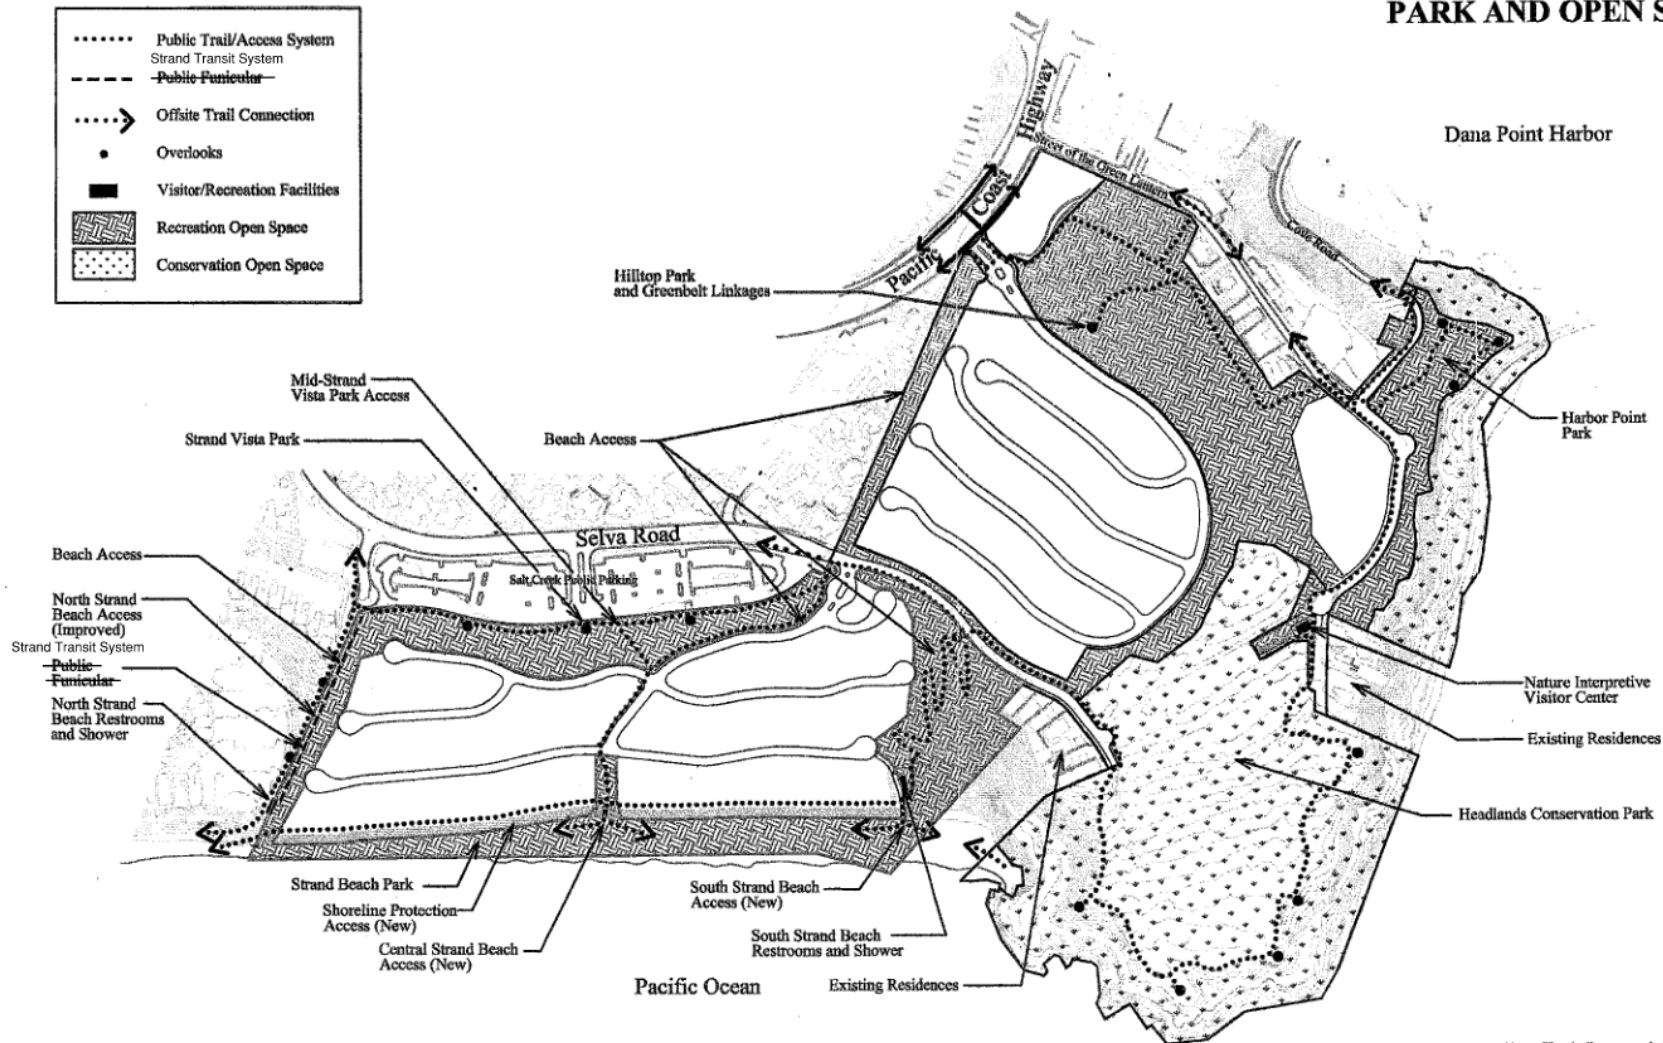 PARK AND OPEN S
Public Trail/Access System
Strand Transit System
Public Funicular
Offsite Trail Connection
Overlooks
Visitor/Recreation Facilities
Recreation Open Space
Conservation Open Space
Dana Point Harbor
Highway
Coast
Pacific
Street of the Green Lantern
Cove Road
Hilltop Park
and Greenbelt Linkages
Mid-Strand
Vista Park Access
Strand Vista Park
Beach Access
Harbor Point
Park
Selva Road
Salt Creek Public Parking
Beach Access
North Strand
Beach Access
(Improved)
Strand Transit System
Public
Funicular
North Strand
Beach Restrooms
and Shower
Nature Interpretive
Visitor Center
Existing Residences
Headlands Conservation Park
Strand Beach Park
Shoreline Protection
Access (New)
Central Strand Beach
Access (New)
South Strand Beach
Access (New)
South Strand Beach
Restrooms and Shower
Existing Residences
Pacific Ocean